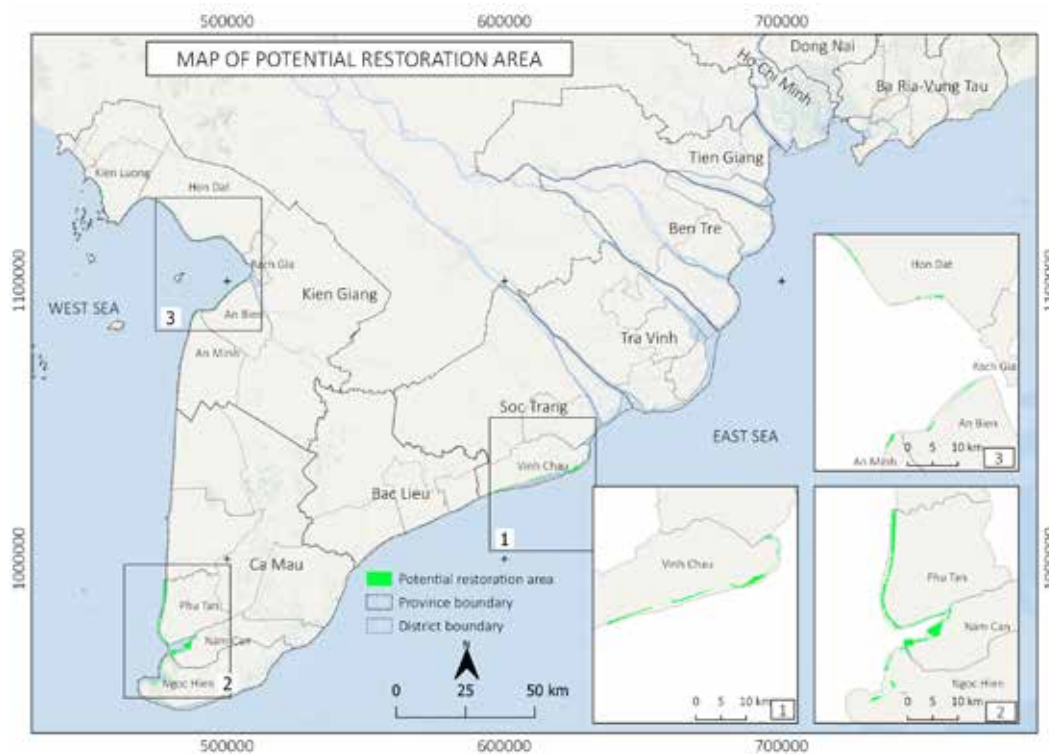 500000
600000
700000
MAP OF POTENTIAL RESTORATION AREA
Dong Nai
Ho Chi Minh
Ba Ria-Vung Tau
Tien Giang
Kien Luong
Hon Dat
Ben Tre
Rach Gia
Hon Dat
1100000
1100000
Kien Giang
WEST SEA
3
An Bien
An Minh
Tra Vinh
Rach Gia
Soc Trang
EAST SEA
An Bien
An Minh
0 5 10 km
3
Vinh Chau
Bac Lieu
1
1000000
1000000
Ca Mau
Vinh Chau
Potential restoration area
Province boundary
District boundary
Phu Tan
Phu Tan
Nam Can
Nam Can
N
Ngoc Hien
2
Ngoc Hien
0 25 50 km
0 5 10 km
1
0 5 10 km
2
500000
600000
700000